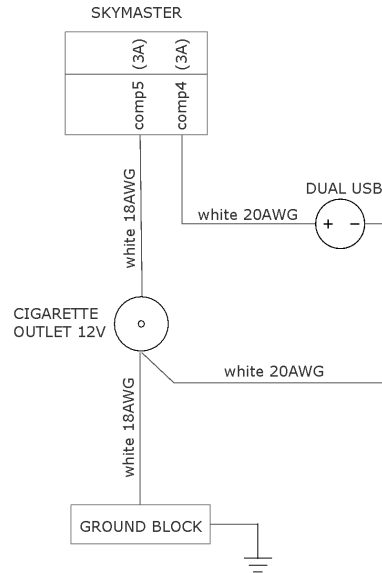 SKYMASTER
(3A)
(3A)
comp5
comp4
white 18AWG
white 20AWG
DUAL USB
+ −
CIGARETTE
OUTLET 12V
white 20AWG
white 18AWG
GROUND BLOCK